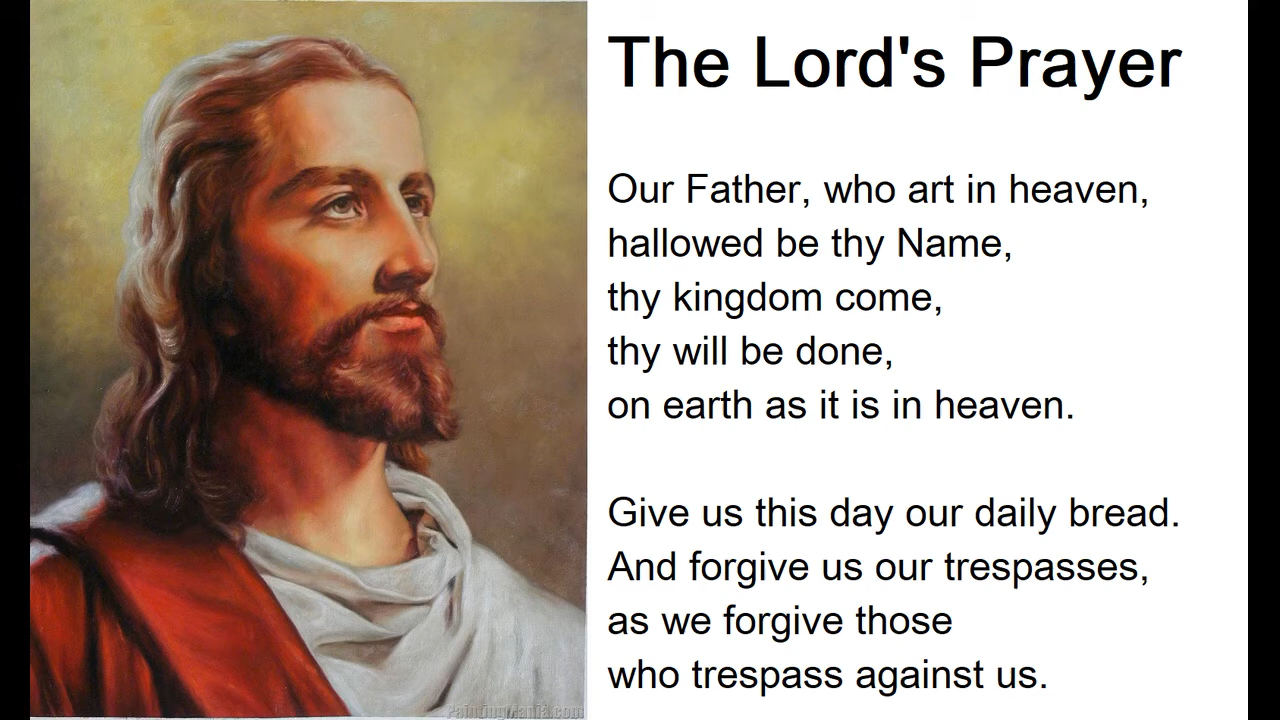 The Lord's Prayer
Our Father, who art in heaven,
hallowed be thy Name,
thy kingdom come,
thy will be done,
on earth as it is in heaven.
Give us this day our daily bread.
And forgive us our trespasses,
as we forgive those
who trespass against us.
PaintingMania.com